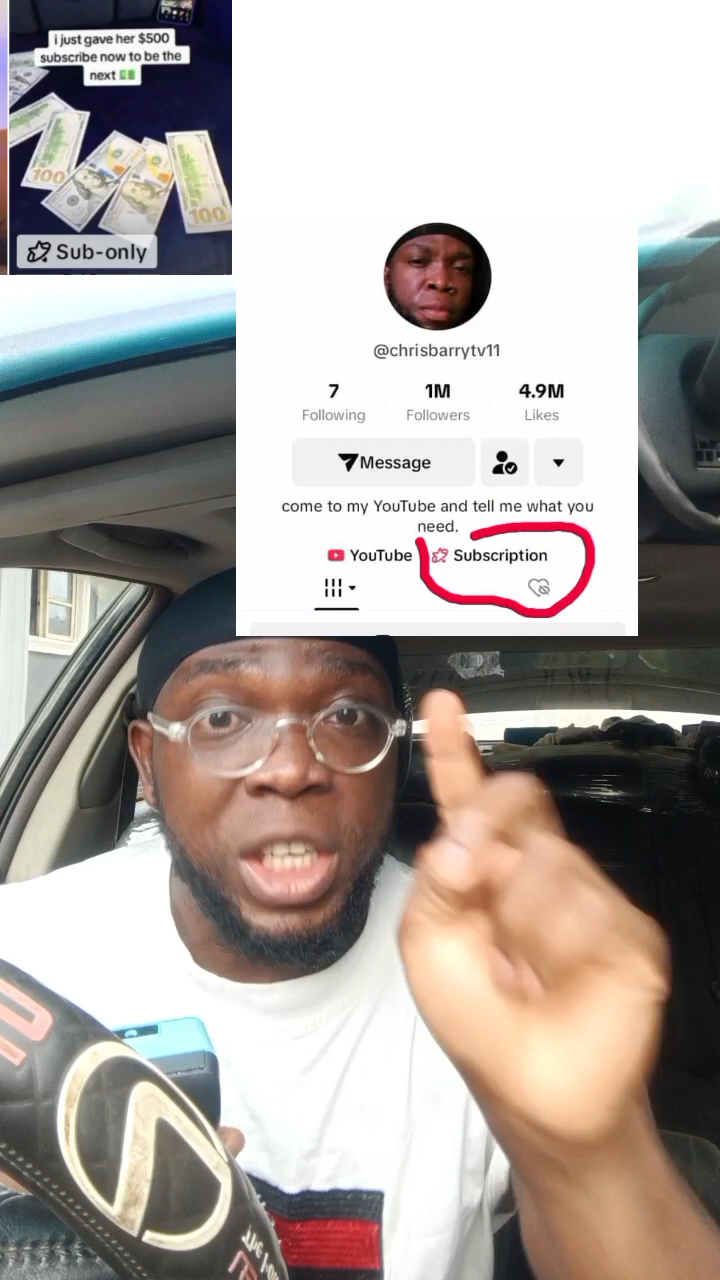 i just gave her $500
subscribe now to be the
next 💵
100
100
Sub-only
@chrisbarrytv11
7
Following
1M
Followers
4.9M
Likes
Message
come to my YouTube and tell me what you
need.
YouTube
Subscription